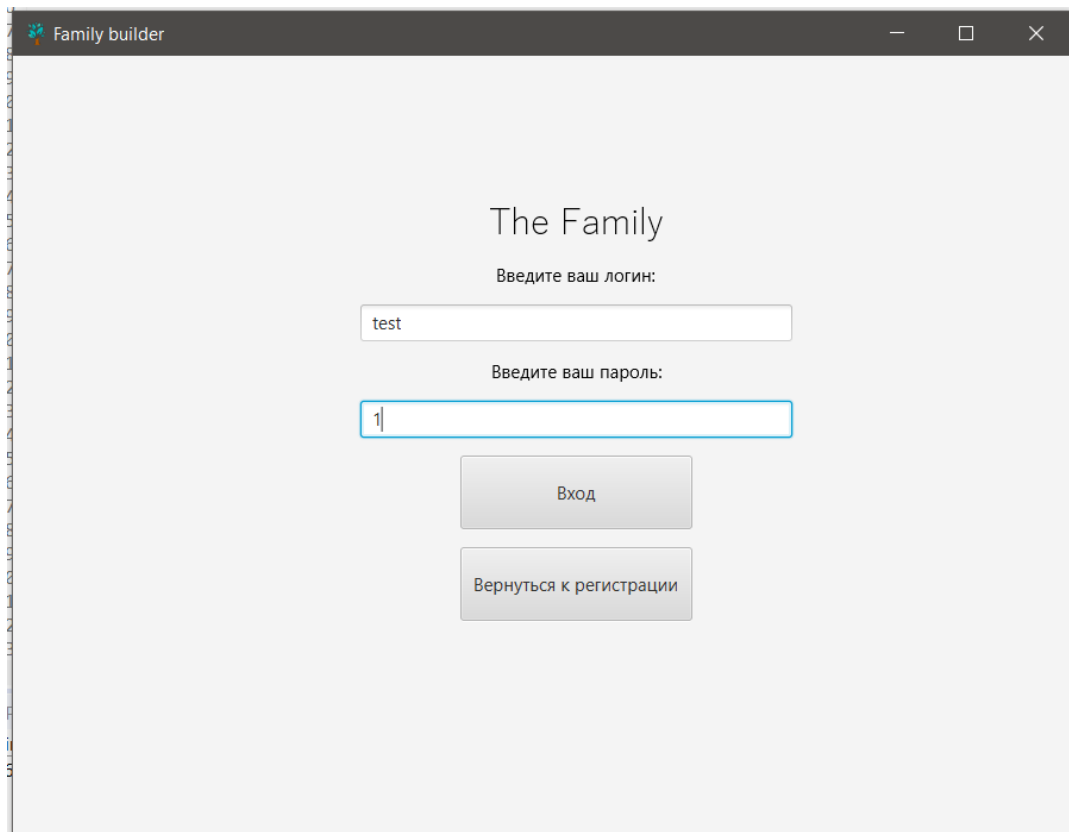 Family builder
The Family
Введите ваш логин:
test
Введите ваш пароль:
1
Вход
Вернуться к регистрации